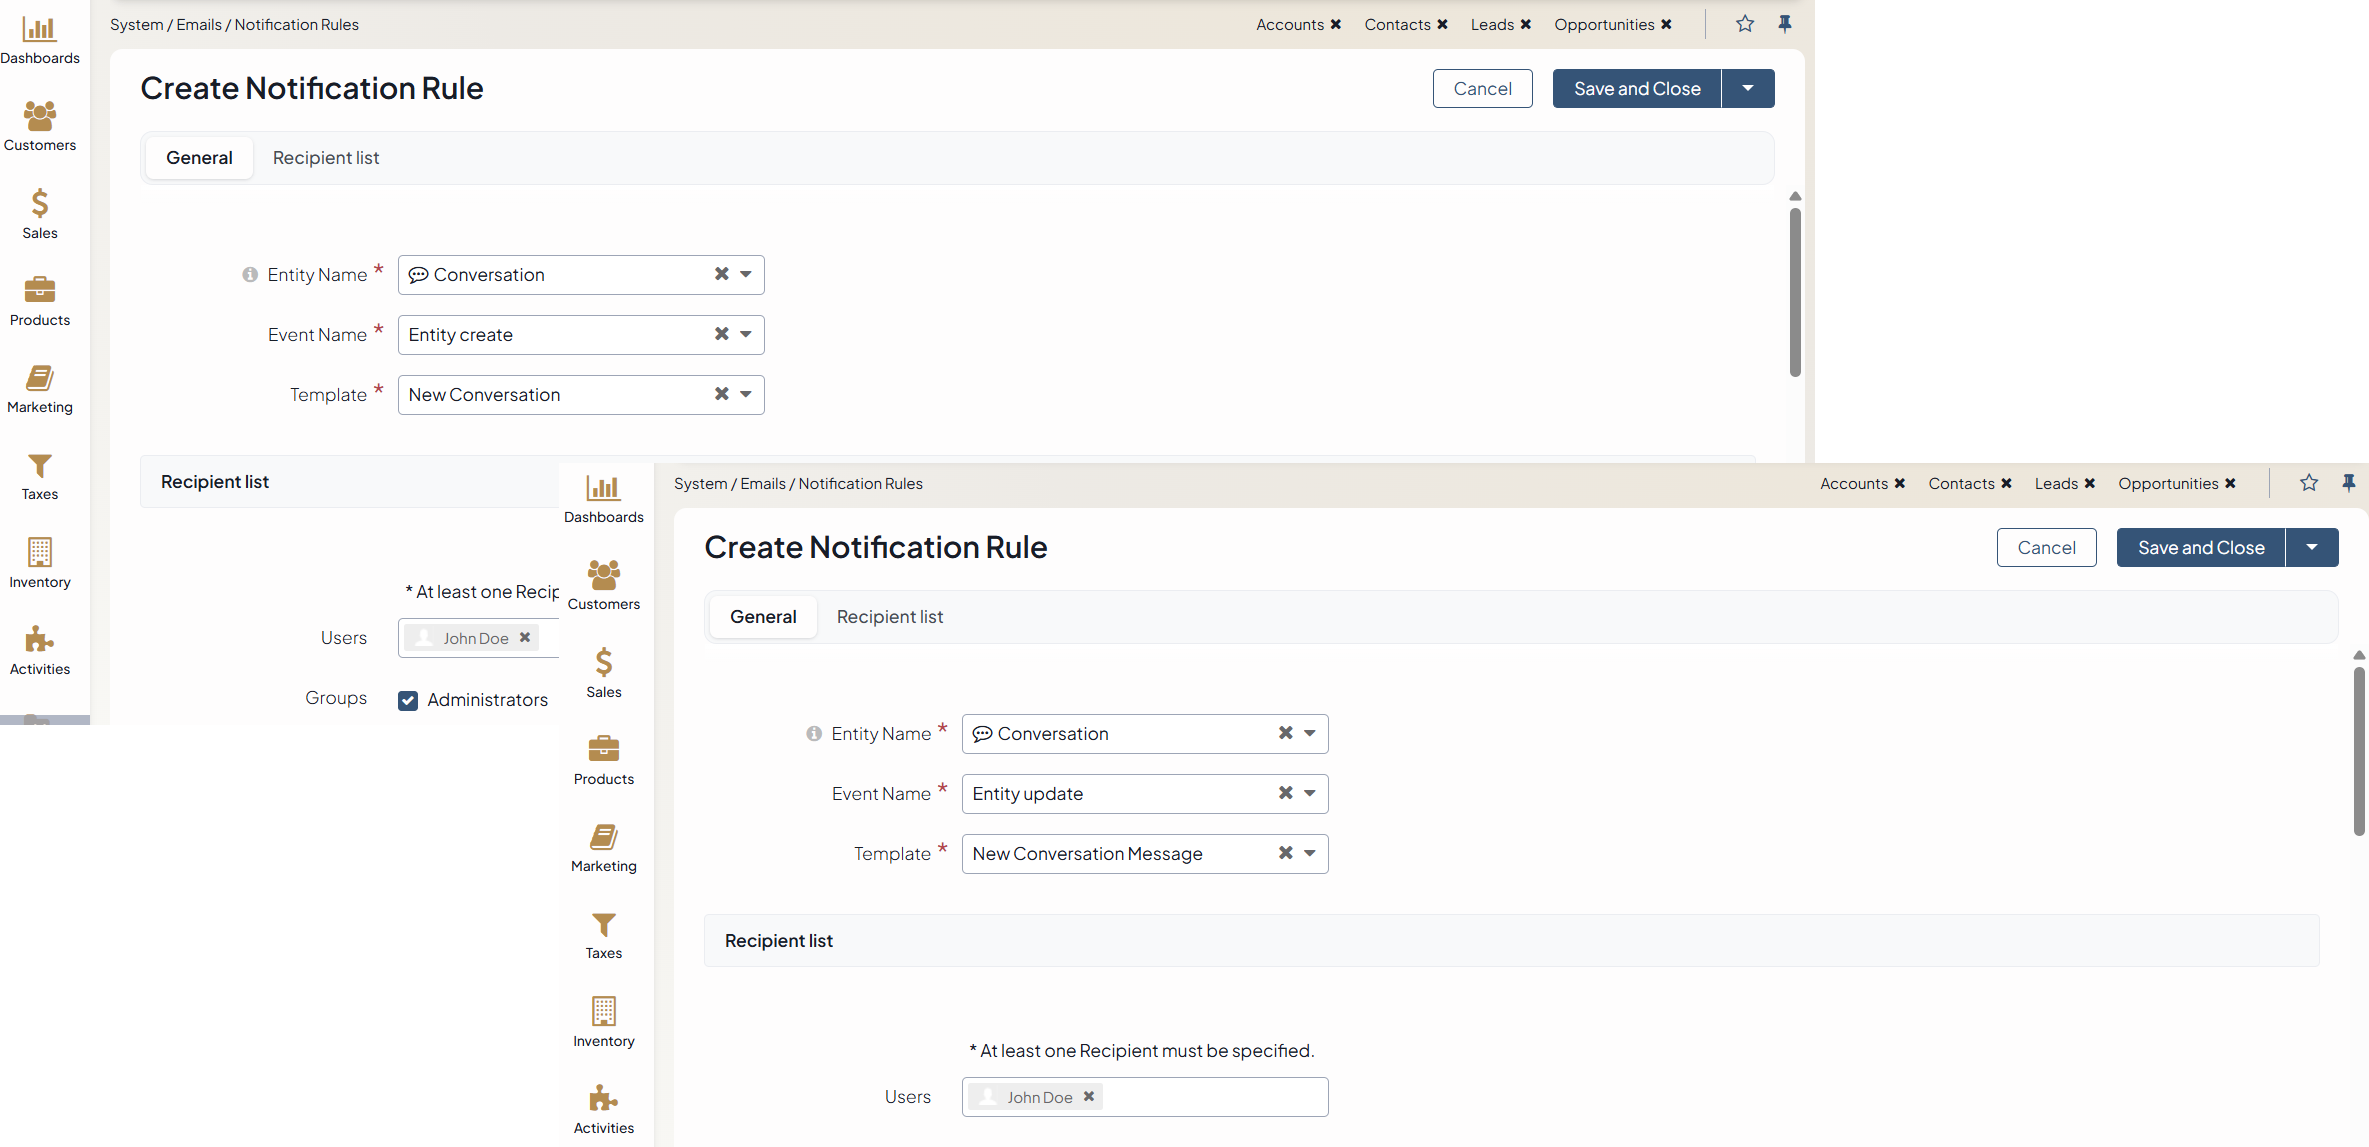 System / Emails / Notification Rules
Accounts ✖ Contacts ✖ Leads ✖ Opportunities ✖
Dashboards
Customers
Sales
Products
Marketing
Taxes
Inventory
Activities
Create Notification Rule
Cancel
Save and Close
General
Recipient list
Entity Name *
Conversation
Event Name *
Entity create
Template *
New Conversation
Recipient list
* At least one Recip
Users
John Doe ✖
Groups
Administrators
System / Emails / Notification Rules
Accounts ✖ Contacts ✖ Leads ✖ Opportunities ✖
Dashboards
Customers
Sales
Products
Marketing
Taxes
Inventory
Activities
Create Notification Rule
Cancel
Save and Close
General
Recipient list
Entity Name *
Conversation
Event Name *
Entity update
Template *
New Conversation Message
Recipient list
* At least one Recipient must be specified.
Users
John Doe ✖